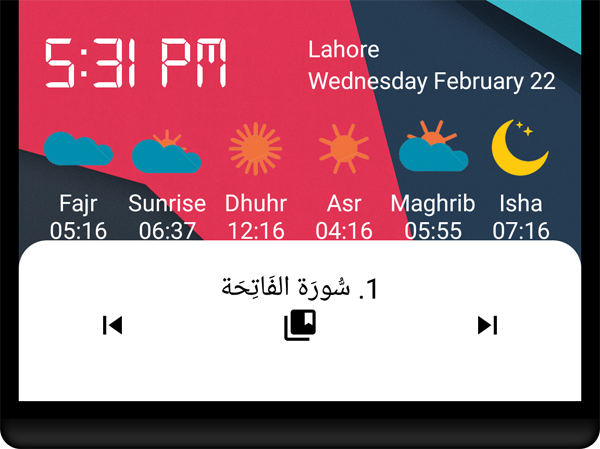 5:31 PM
Lahore
Wednesday February 22
Fajr Sunrise Dhuhr Asr Maghrib Isha
05:16 06:37 12:16 04:16 05:55 07:16
1. سُّورَة الفَاتِحَة